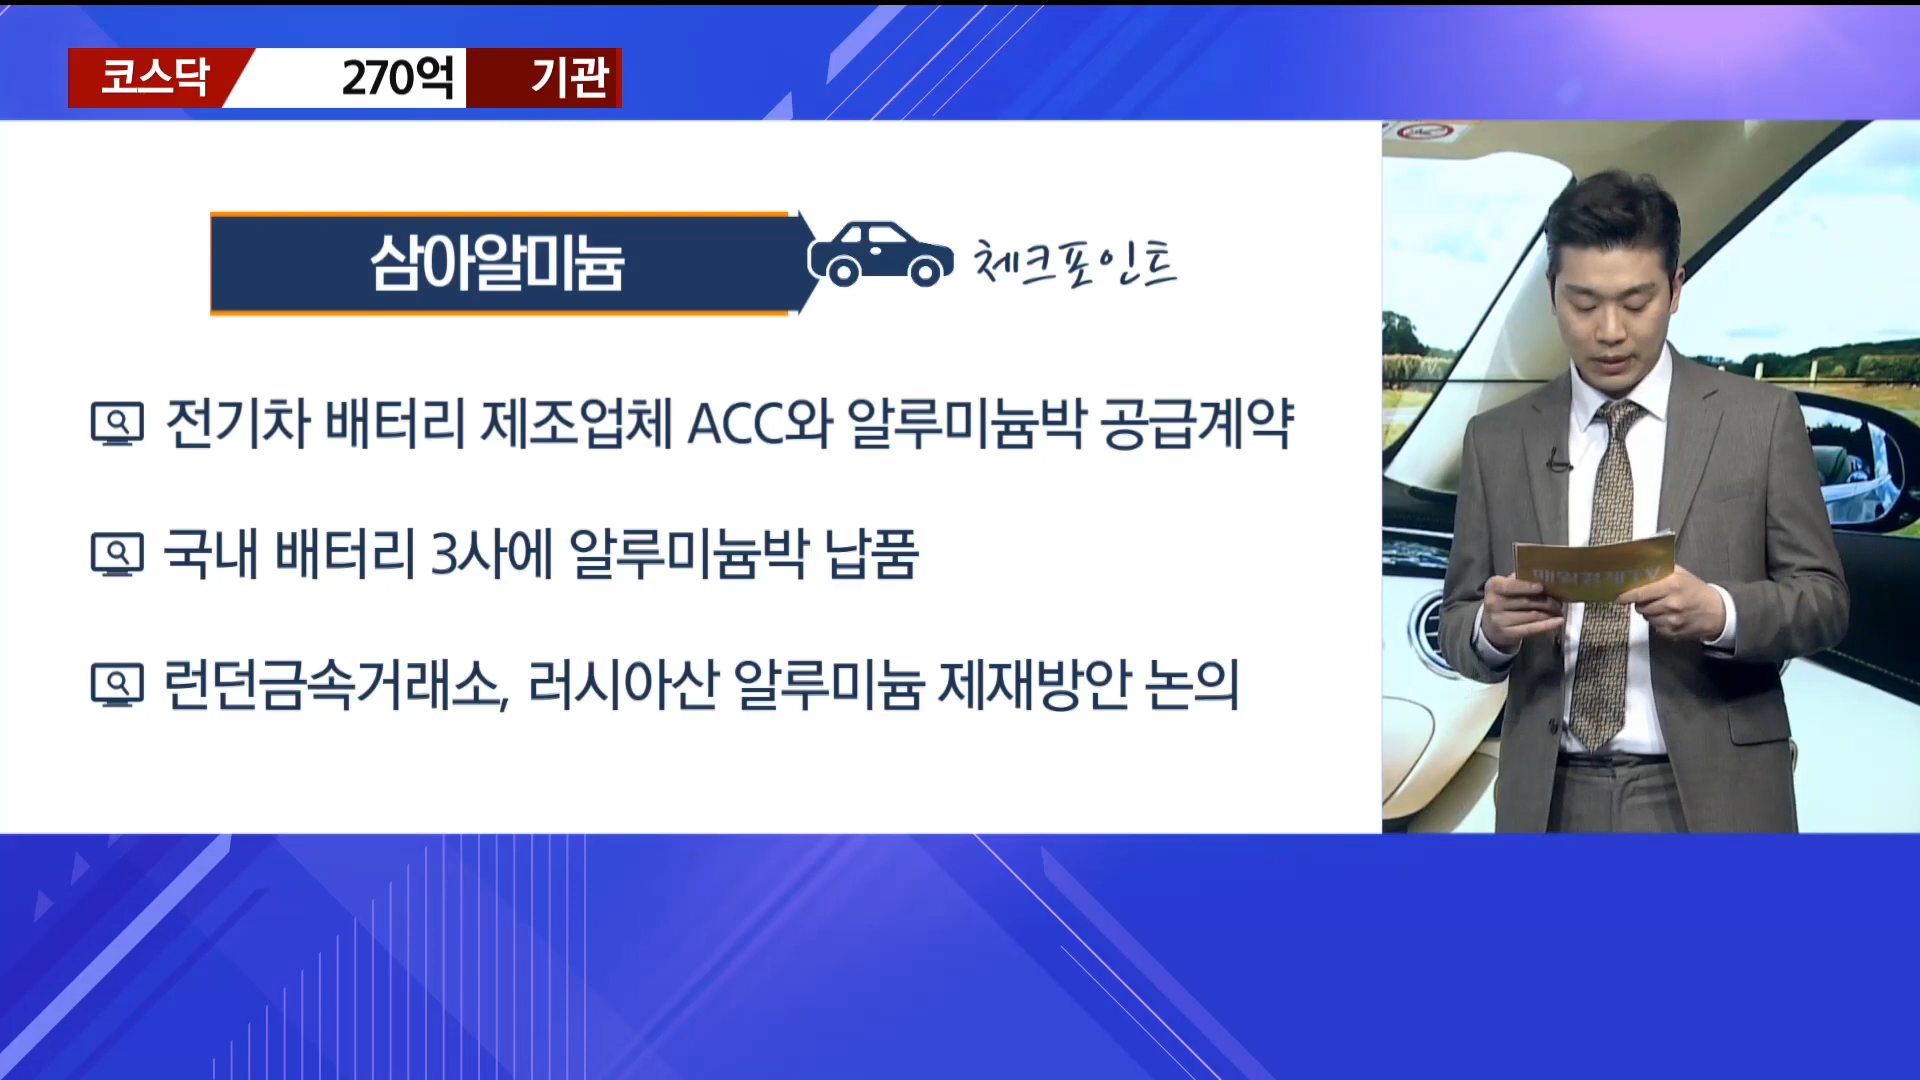 코스닥 270억 기관
삼아알미늄 체크포인트
전기차 배터리 제조업체 ACC와 알루미늄박 공급계약
국내 배터리 3사에 알루미늄박 납품
런던금속거래소, 러시아산 알루미늄 제재방안 논의